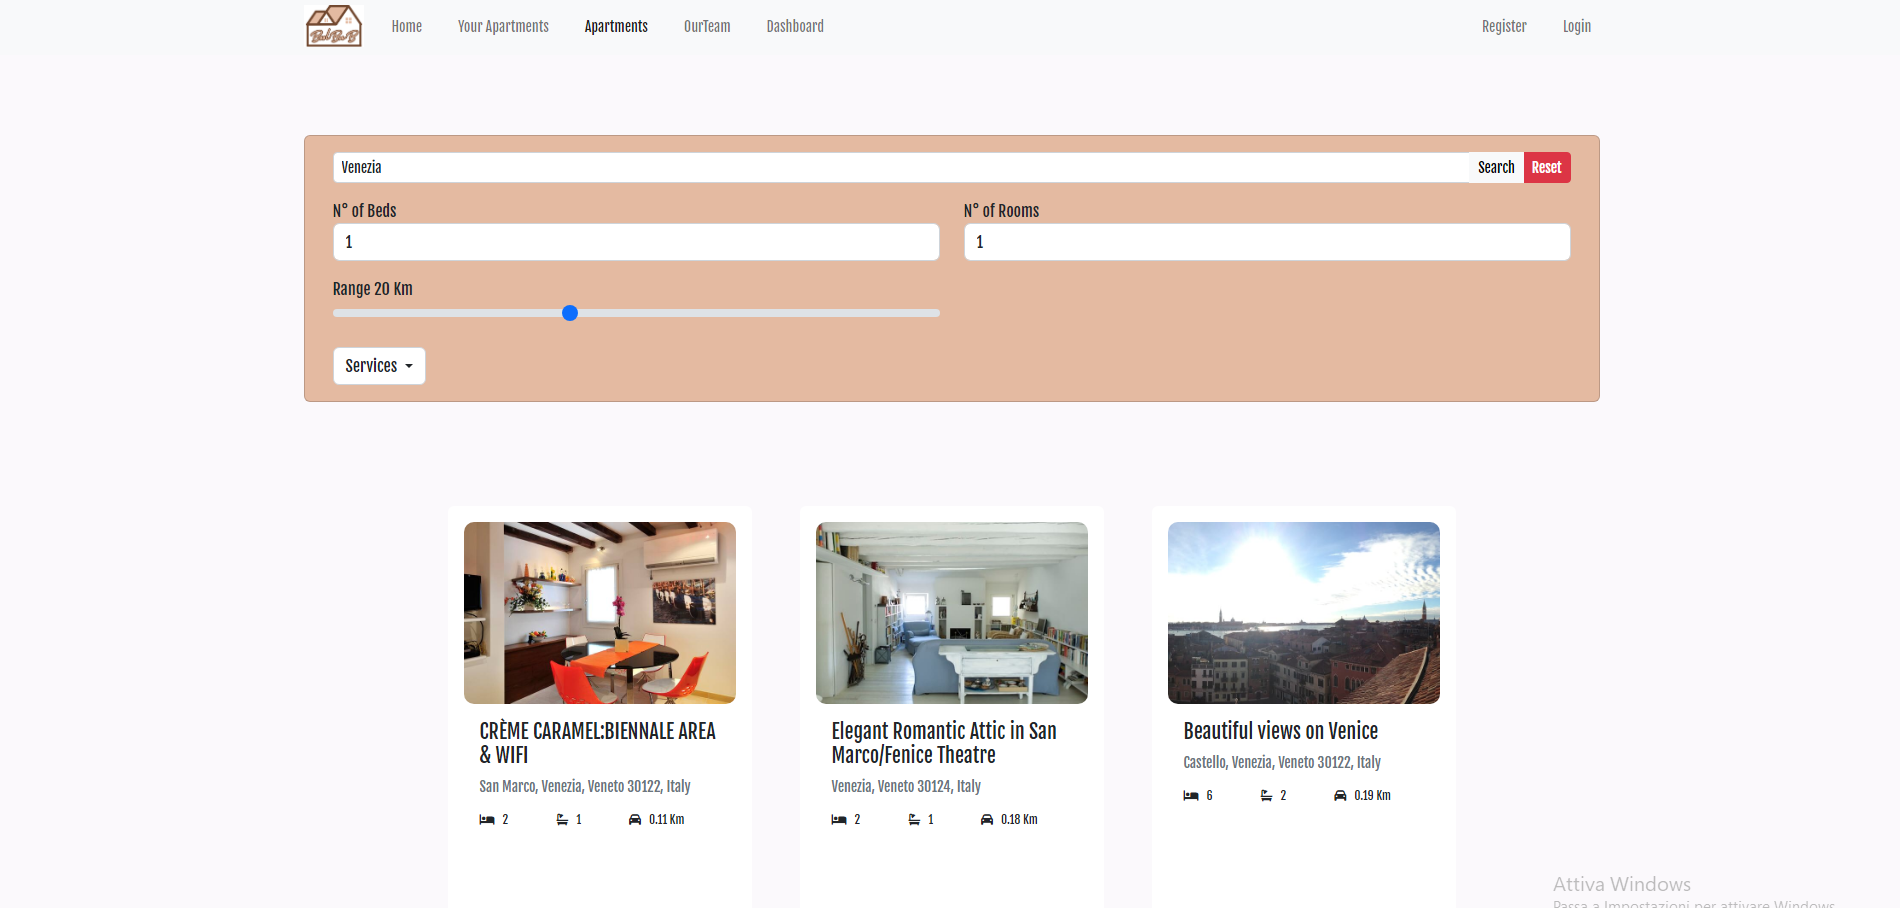 Home
Your Apartments
Apartments
OurTeam
Dashboard
Register
Login
Venezia
Search
Reset
N° of Beds
N° of Rooms
1
1
Range 20 Km
Services
CRÈME CARAMEL:BIENNALE AREA
& WIFI
San Marco, Venezia, Veneto 30122, Italy
2
1
0.11 Km
Elegant Romantic Attic in San
Marco/Fenice Theatre
Venezia, Veneto 30124, Italy
2
1
0.18 Km
Beautiful views on Venice
Castello, Venezia, Veneto 30122, Italy
6
2
0.19 Km
Attiva Windows
Passa a Impostazioni per attivare Windows.